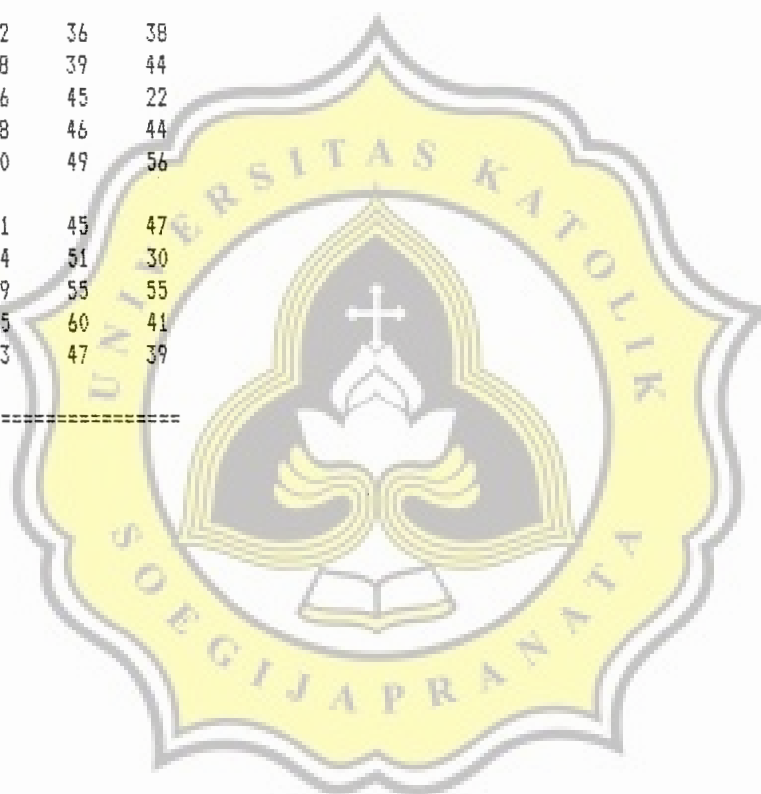 2 36 38
8 39 44
6 45 22
8 46 44
0 49 56
1 45 47
4 51 30
9 55 55
5 60 41
3 47 39
================
UNIVERSITAS KATOLIK
SOEGIJAPRANATA